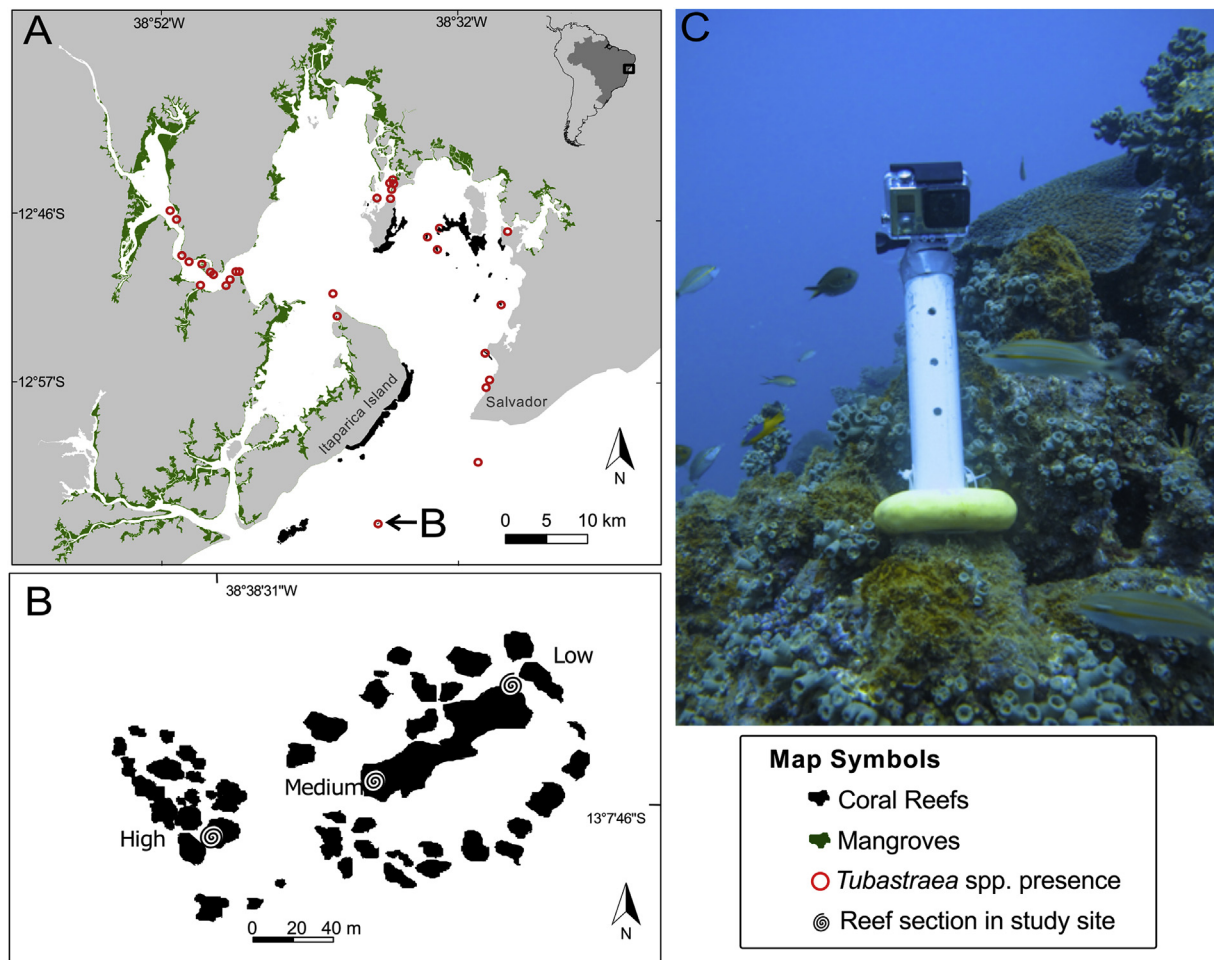 A
38°52'W
38°32'W
12°46'S
12°57'S
Itaparica Island
Salvador
N
0 5 10 km
B
B
38°38'31"W
Low
Medium
High
13°7'46"S
0 20 40 m
N
C
Map Symbols
Coral Reefs
Mangroves
Tubastraea spp. presence
Reef section in study site